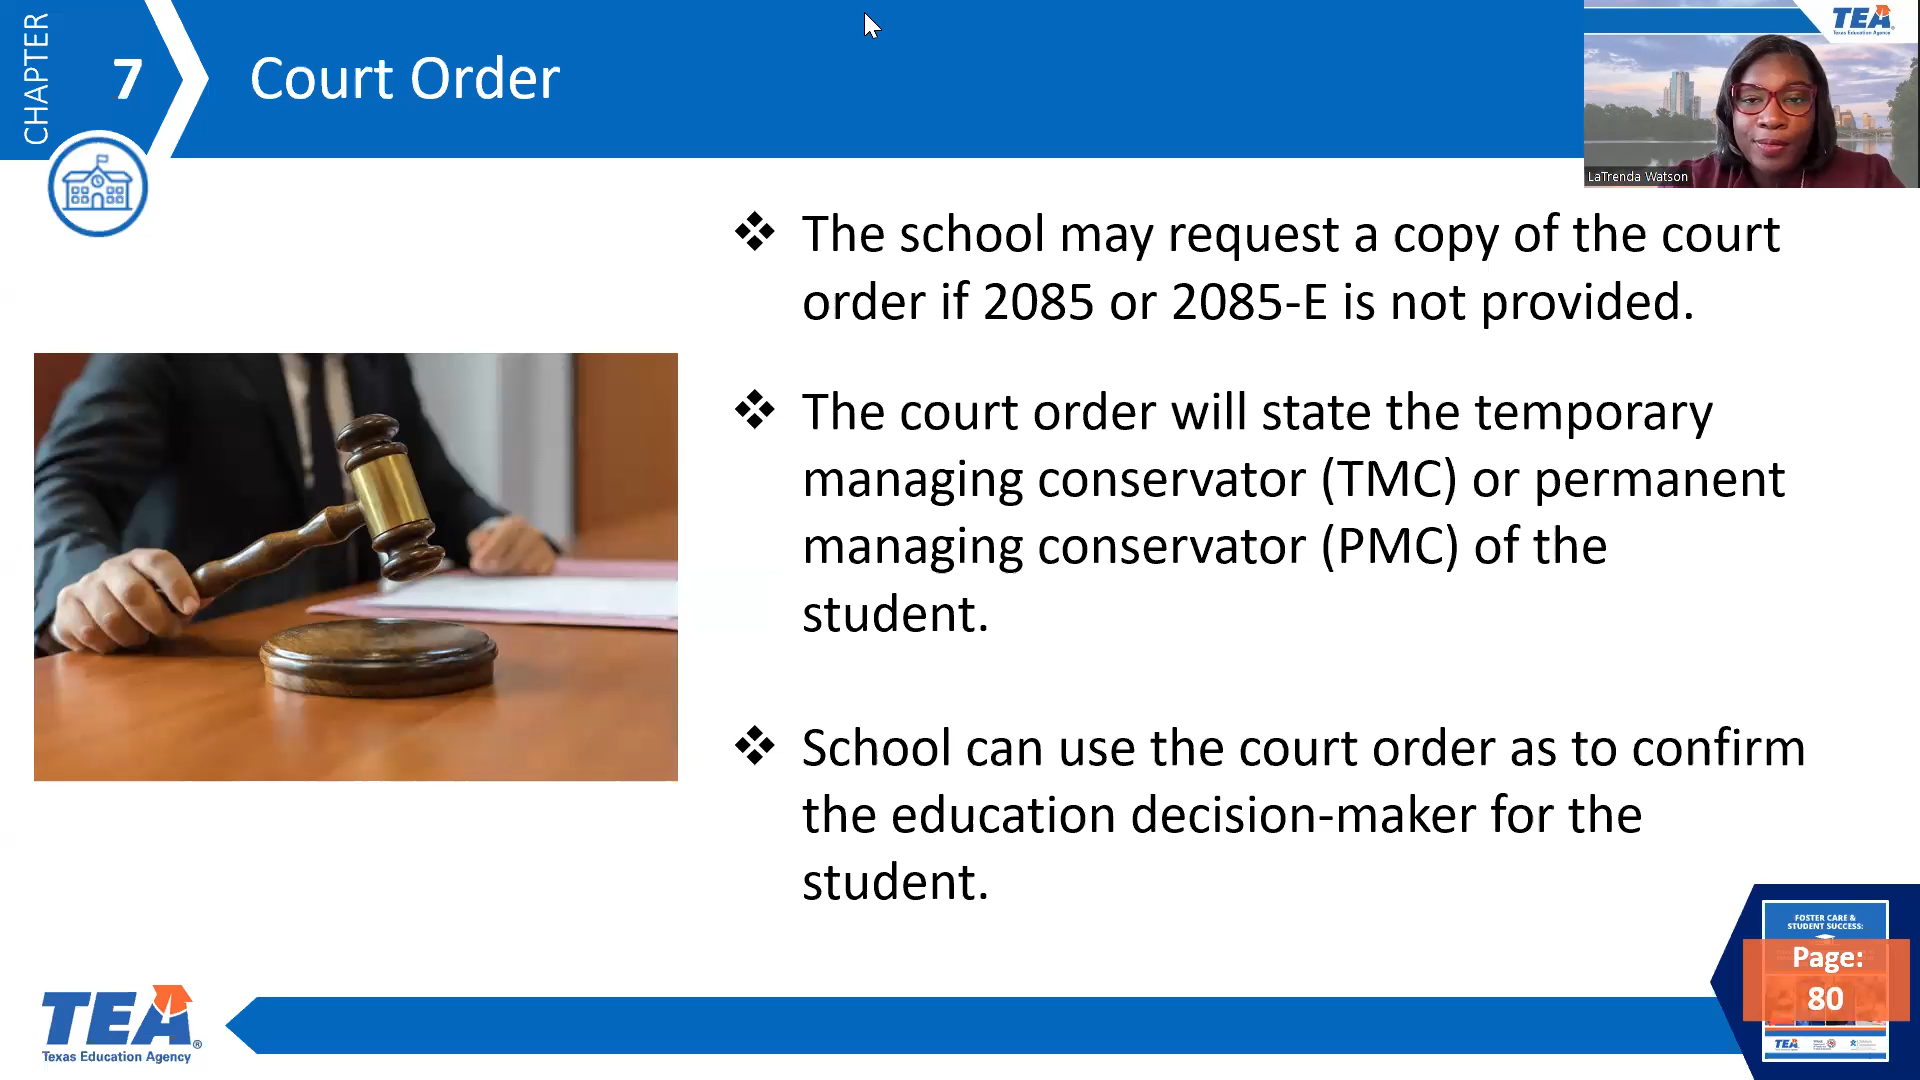 CHAPTER
7
Court Order
TEA
Texas Education Agency
LaTrenda Watson
❖ The school may request a copy of the court
order if 2085 or 2085-E is not provided.
❖ The court order will state the temporary
managing conservator (TMC) or permanent
managing conservator (PMC) of the
student.
❖ School can use the court order as to confirm
the education decision-maker for the
student.
FOSTER CARE &
STUDENT SUCCESS:
Page:
80
TEA
TEA®
Texas Education Agency